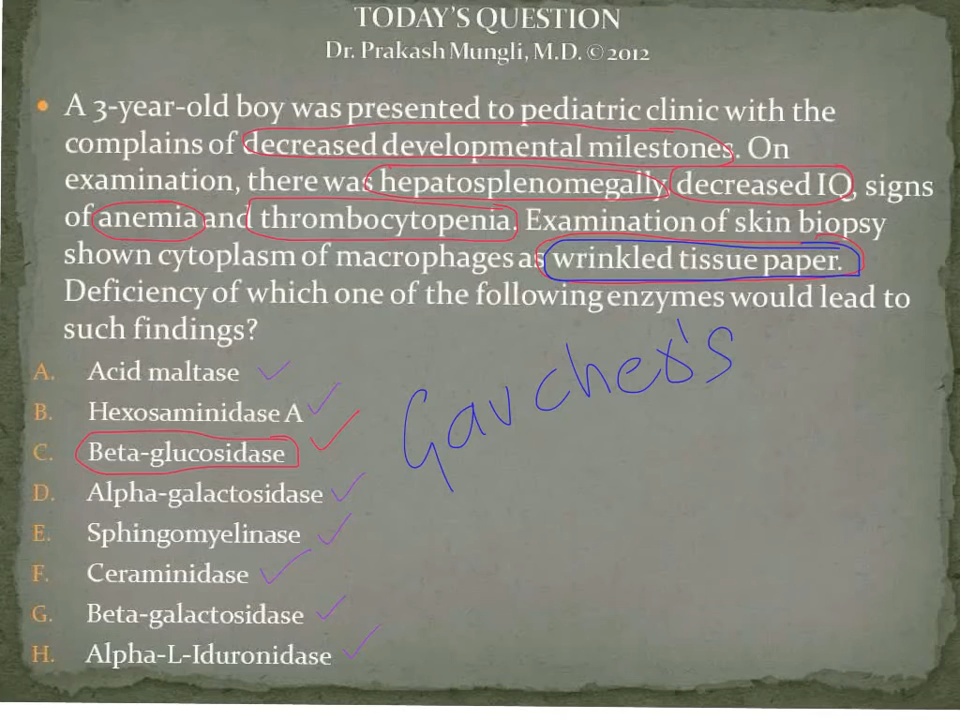 TODAY'S QUESTION
Dr. Prakash Mungli, M.D. ©2012
• A 3-year-old boy was presented to pediatric clinic with the
complains of decreased developmental milestones. On
examination, there was hepatosplenomegally, decreased IQ, signs
of anemia and thrombocytopenia. Examination of skin biopsy
shown cytoplasm of macrophages as wrinkled tissue paper.
Deficiency of which one of the following enzymes would lead to
such findings?
A. Acid maltase
B. Hexosaminidase A
C. Beta-glucosidase
Gaucher's
D. Alpha-galactosidase
E. Sphingomyelinase
F. Ceraminidase
G. Beta-galactosidase
H. Alpha-L-Iduronidase